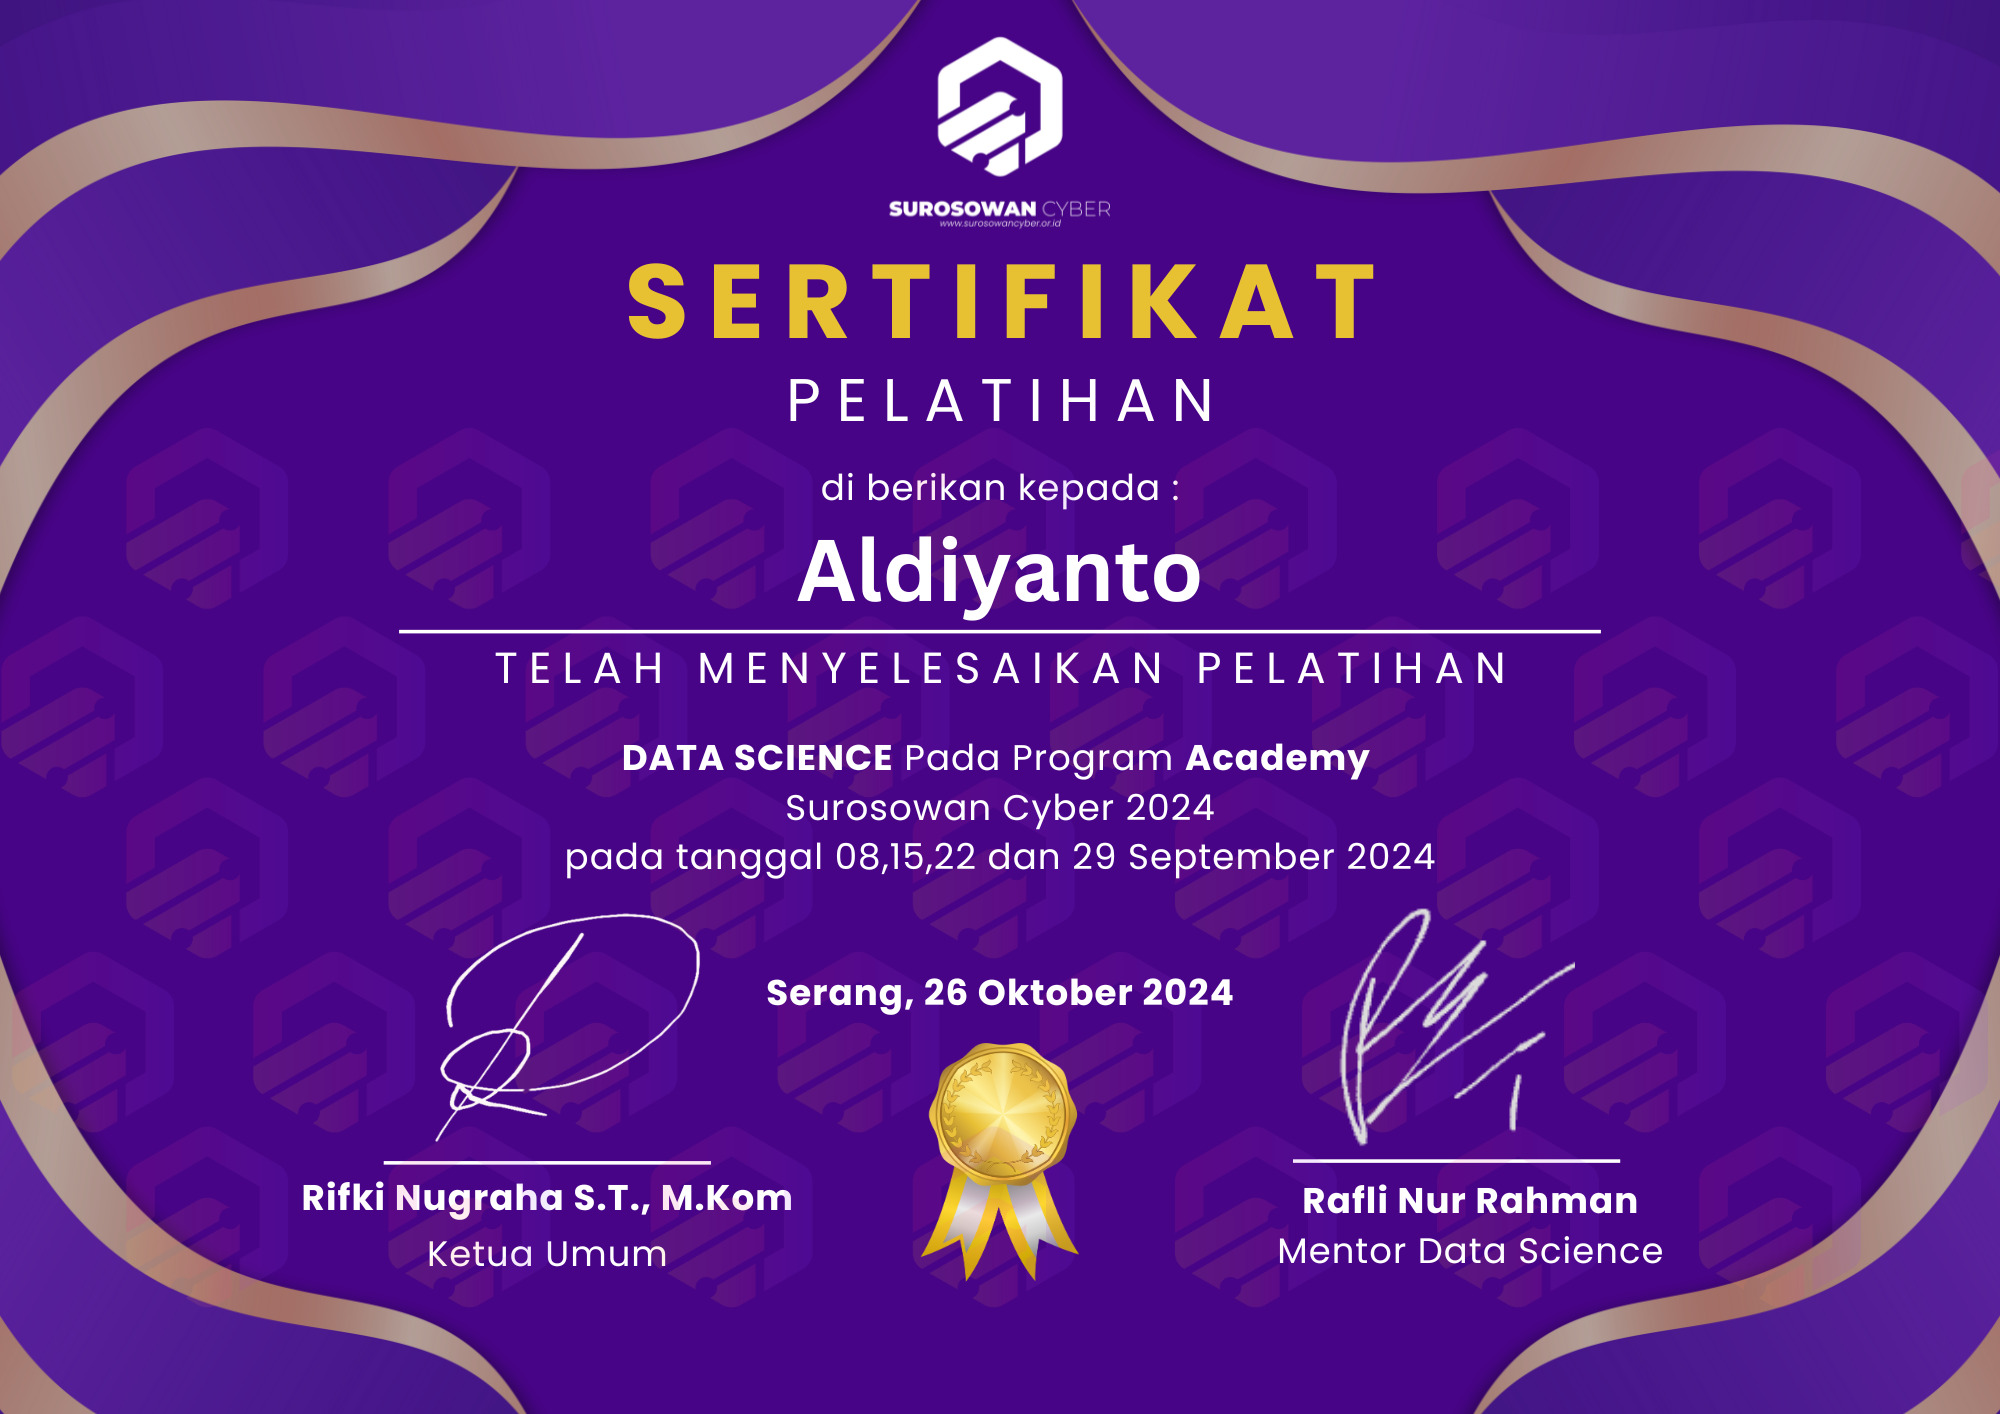 SUROSOWAN CYBER
www.surosowancyber.or.id
SERTIFIKAT
PELATIHAN
di berikan kepada :
Aldiyanto
TELAH MENYELESAIKAN PELATIHAN
DATA SCIENCE Pada Program Academy
Surosowan Cyber 2024
pada tanggal 08,15,22 dan 29 September 2024
Serang, 26 Oktober 2024
Rifki Nugraha S.T., M.Kom
Ketua Umum
Rafli Nur Rahman
Mentor Data Science